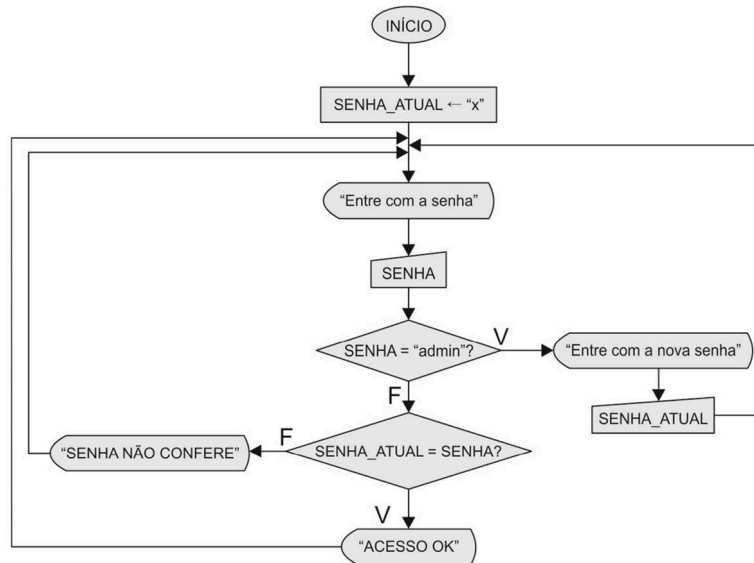 INÍCIO
SENHA_ATUAL ← “x”
“Entre com a senha”
SENHA
SENHA = “admin”?
V
“Entre com a nova senha”
F
SENHA_ATUAL
F
“SENHA NÃO CONFERE”
SENHA_ATUAL = SENHA?
V
“ACESSO OK”